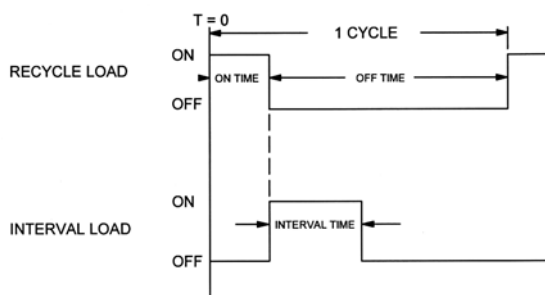 T = 0
1 CYCLE
ON
RECYCLE LOAD
ON TIME
OFF TIME
OFF
ON
INTERVAL LOAD
INTERVAL TIME
OFF